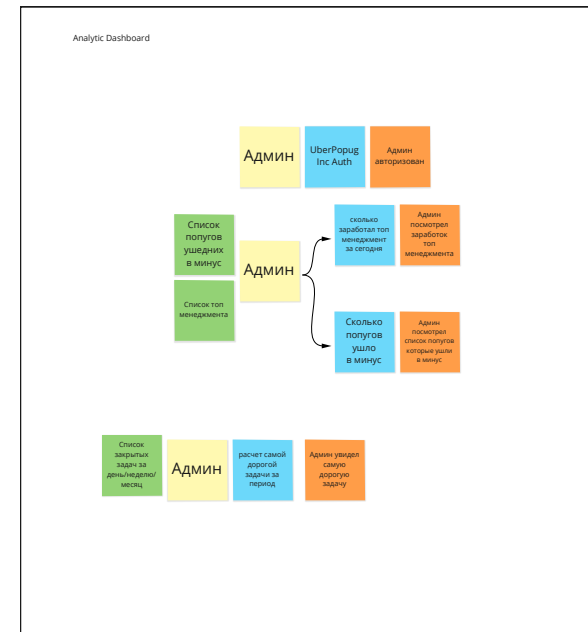 Analytic Dashboard
Админ
UberPopug
Inc Auth
Админ
авторизован
Список
попугов
ушедних
в минус
Админ
сколько
заработал топ
менеджмент
за сегодня
Админ
посмотрел
заработок
топ
менеджмента
Список топ
менеджмента
Сколько
попугов
ушло
в минус
Админ
посмотрел
список попугов
которые ушли
в минус
Список
закрытых
задач за
день/неделю/
месяц
Админ
расчет самой
дорогой
задачи за
период
Админ увидел
самую
дорогую
задачу